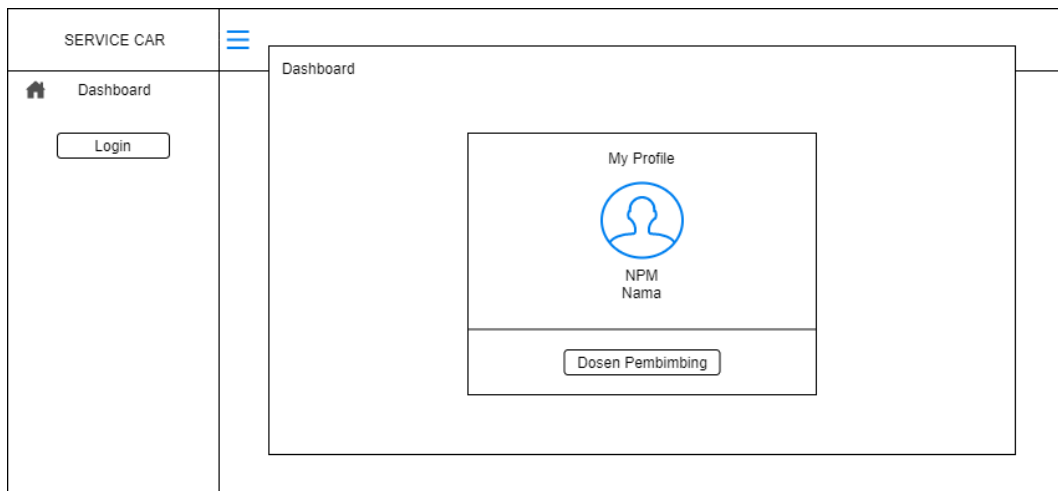 SERVICE CAR
Dashboard
Login
Dashboard
My Profile
NPM
Nama
Dosen Pembimbing